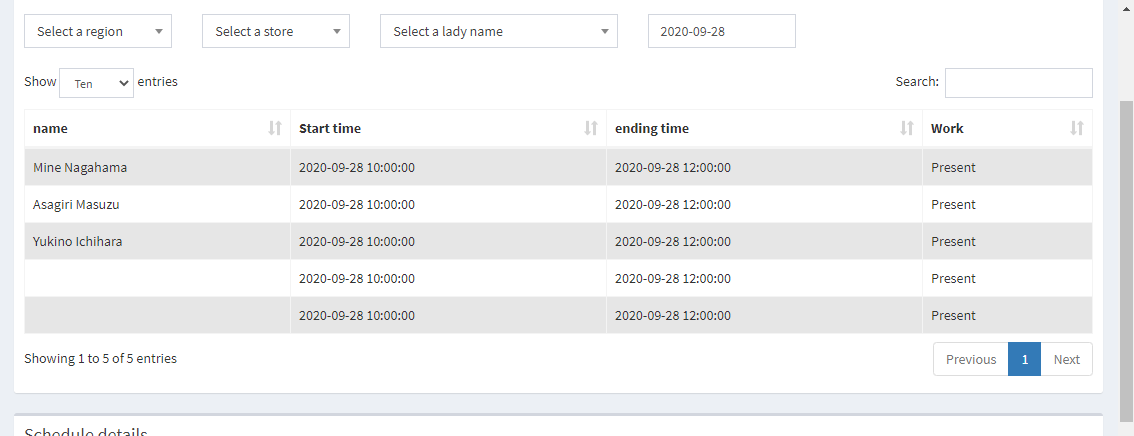 Select a region Select a store Select a lady name 2020-09-28
Show Ten entries Search:
name Start time ending time Work
Mine Nagahama 2020-09-28 10:00:00 2020-09-28 12:00:00 Present
Asagiri Masuzu 2020-09-28 10:00:00 2020-09-28 12:00:00 Present
Yukino Ichihara 2020-09-28 10:00:00 2020-09-28 12:00:00 Present
2020-09-28 10:00:00 2020-09-28 12:00:00 Present
2020-09-28 10:00:00 2020-09-28 12:00:00 Present
Showing 1 to 5 of 5 entries Previous 1 Next
Schedule details